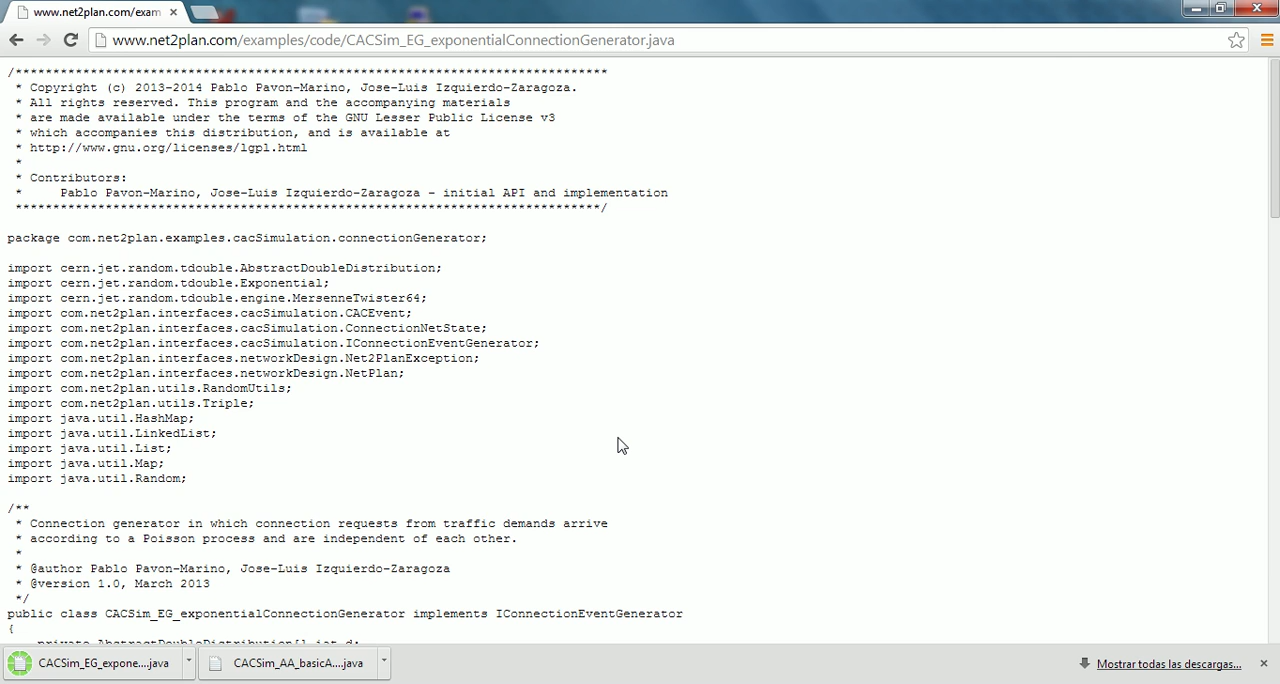 www.net2plan.com/exam
www.net2plan.com/examples/code/CACSim_EG_exponentialConnectionGenerator.java
/*******************************************************************************
* Copyright (c) 2013-2014 Pablo Pavon-Marino, Jose-Luis Izquierdo-Zaragoza.
* All rights reserved. This program and the accompanying materials
* are made available under the terms of the GNU Lesser Public License v3
* which accompanies this distribution, and is available at
* http://www.gnu.org/licenses/lgpl.html
*
* Contributors:
*     Pablo Pavon-Marino, Jose-Luis Izquierdo-Zaragoza - initial API and implementation
******************************************************************************/
package com.net2plan.examples.cacSimulation.connectionGenerator;
import cern.jet.random.tdouble.AbstractDoubleDistribution;
import cern.jet.random.tdouble.Exponential;
import cern.jet.random.tdouble.engine.MersenneTwister64;
import com.net2plan.interfaces.cacSimulation.CACEvent;
import com.net2plan.interfaces.cacSimulation.ConnectionNetState;
import com.net2plan.interfaces.cacSimulation.IConnectionEventGenerator;
import com.net2plan.interfaces.networkDesign.Net2PlanException;
import com.net2plan.interfaces.networkDesign.NetPlan;
import com.net2plan.utils.RandomUtils;
import com.net2plan.utils.Triple;
import java.util.HashMap;
import java.util.LinkedList;
import java.util.List;
import java.util.Map;
import java.util.Random;
/**
* Connection generator in which connection requests from traffic demands arrive
* according to a Poisson process and are independent of each other.
*
* @author Pablo Pavon-Marino, Jose-Luis Izquierdo-Zaragoza
* @version 1.0, March 2013
*/
public class CACSim_EG_exponentialConnectionGenerator implements IConnectionEventGenerator
{
private AbstractDoubleDistribution[] iat_d;
CACSim_EG_expone....java
CACSim_AA_basicA....java
Mostrar todas las descargas...